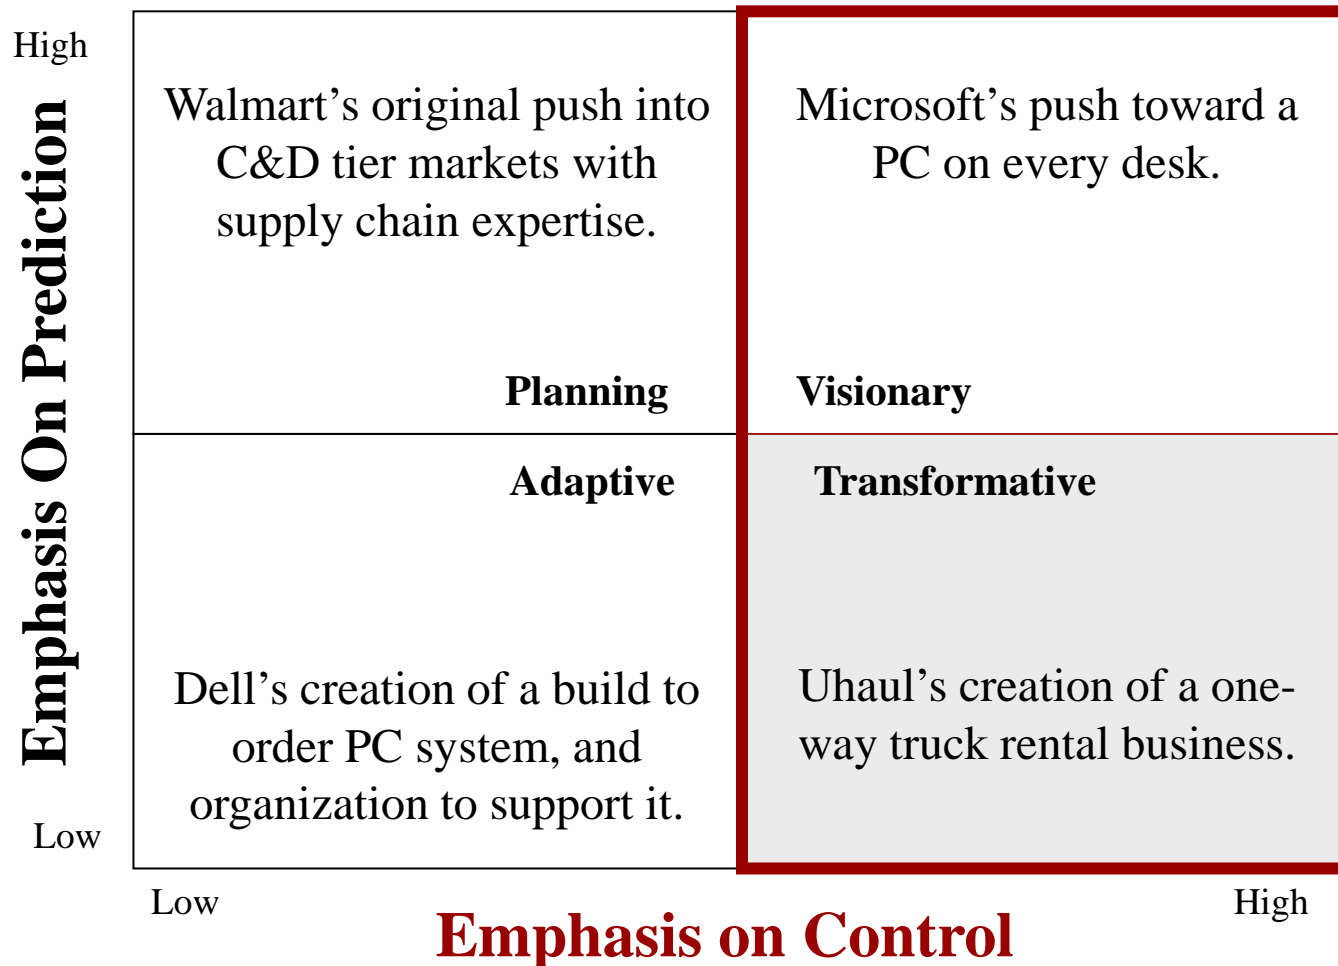 High
Emphasis On Prediction
Low
Walmart’s original push into
C&D tier markets with
supply chain expertise.
Planning
Microsoft’s push toward a
PC on every desk.
Visionary
Adaptive
Dell’s creation of a build to
order PC system, and
organization to support it.
Transformative
Uhaul’s creation of a one-
way truck rental business.
Low
Emphasis on Control
High